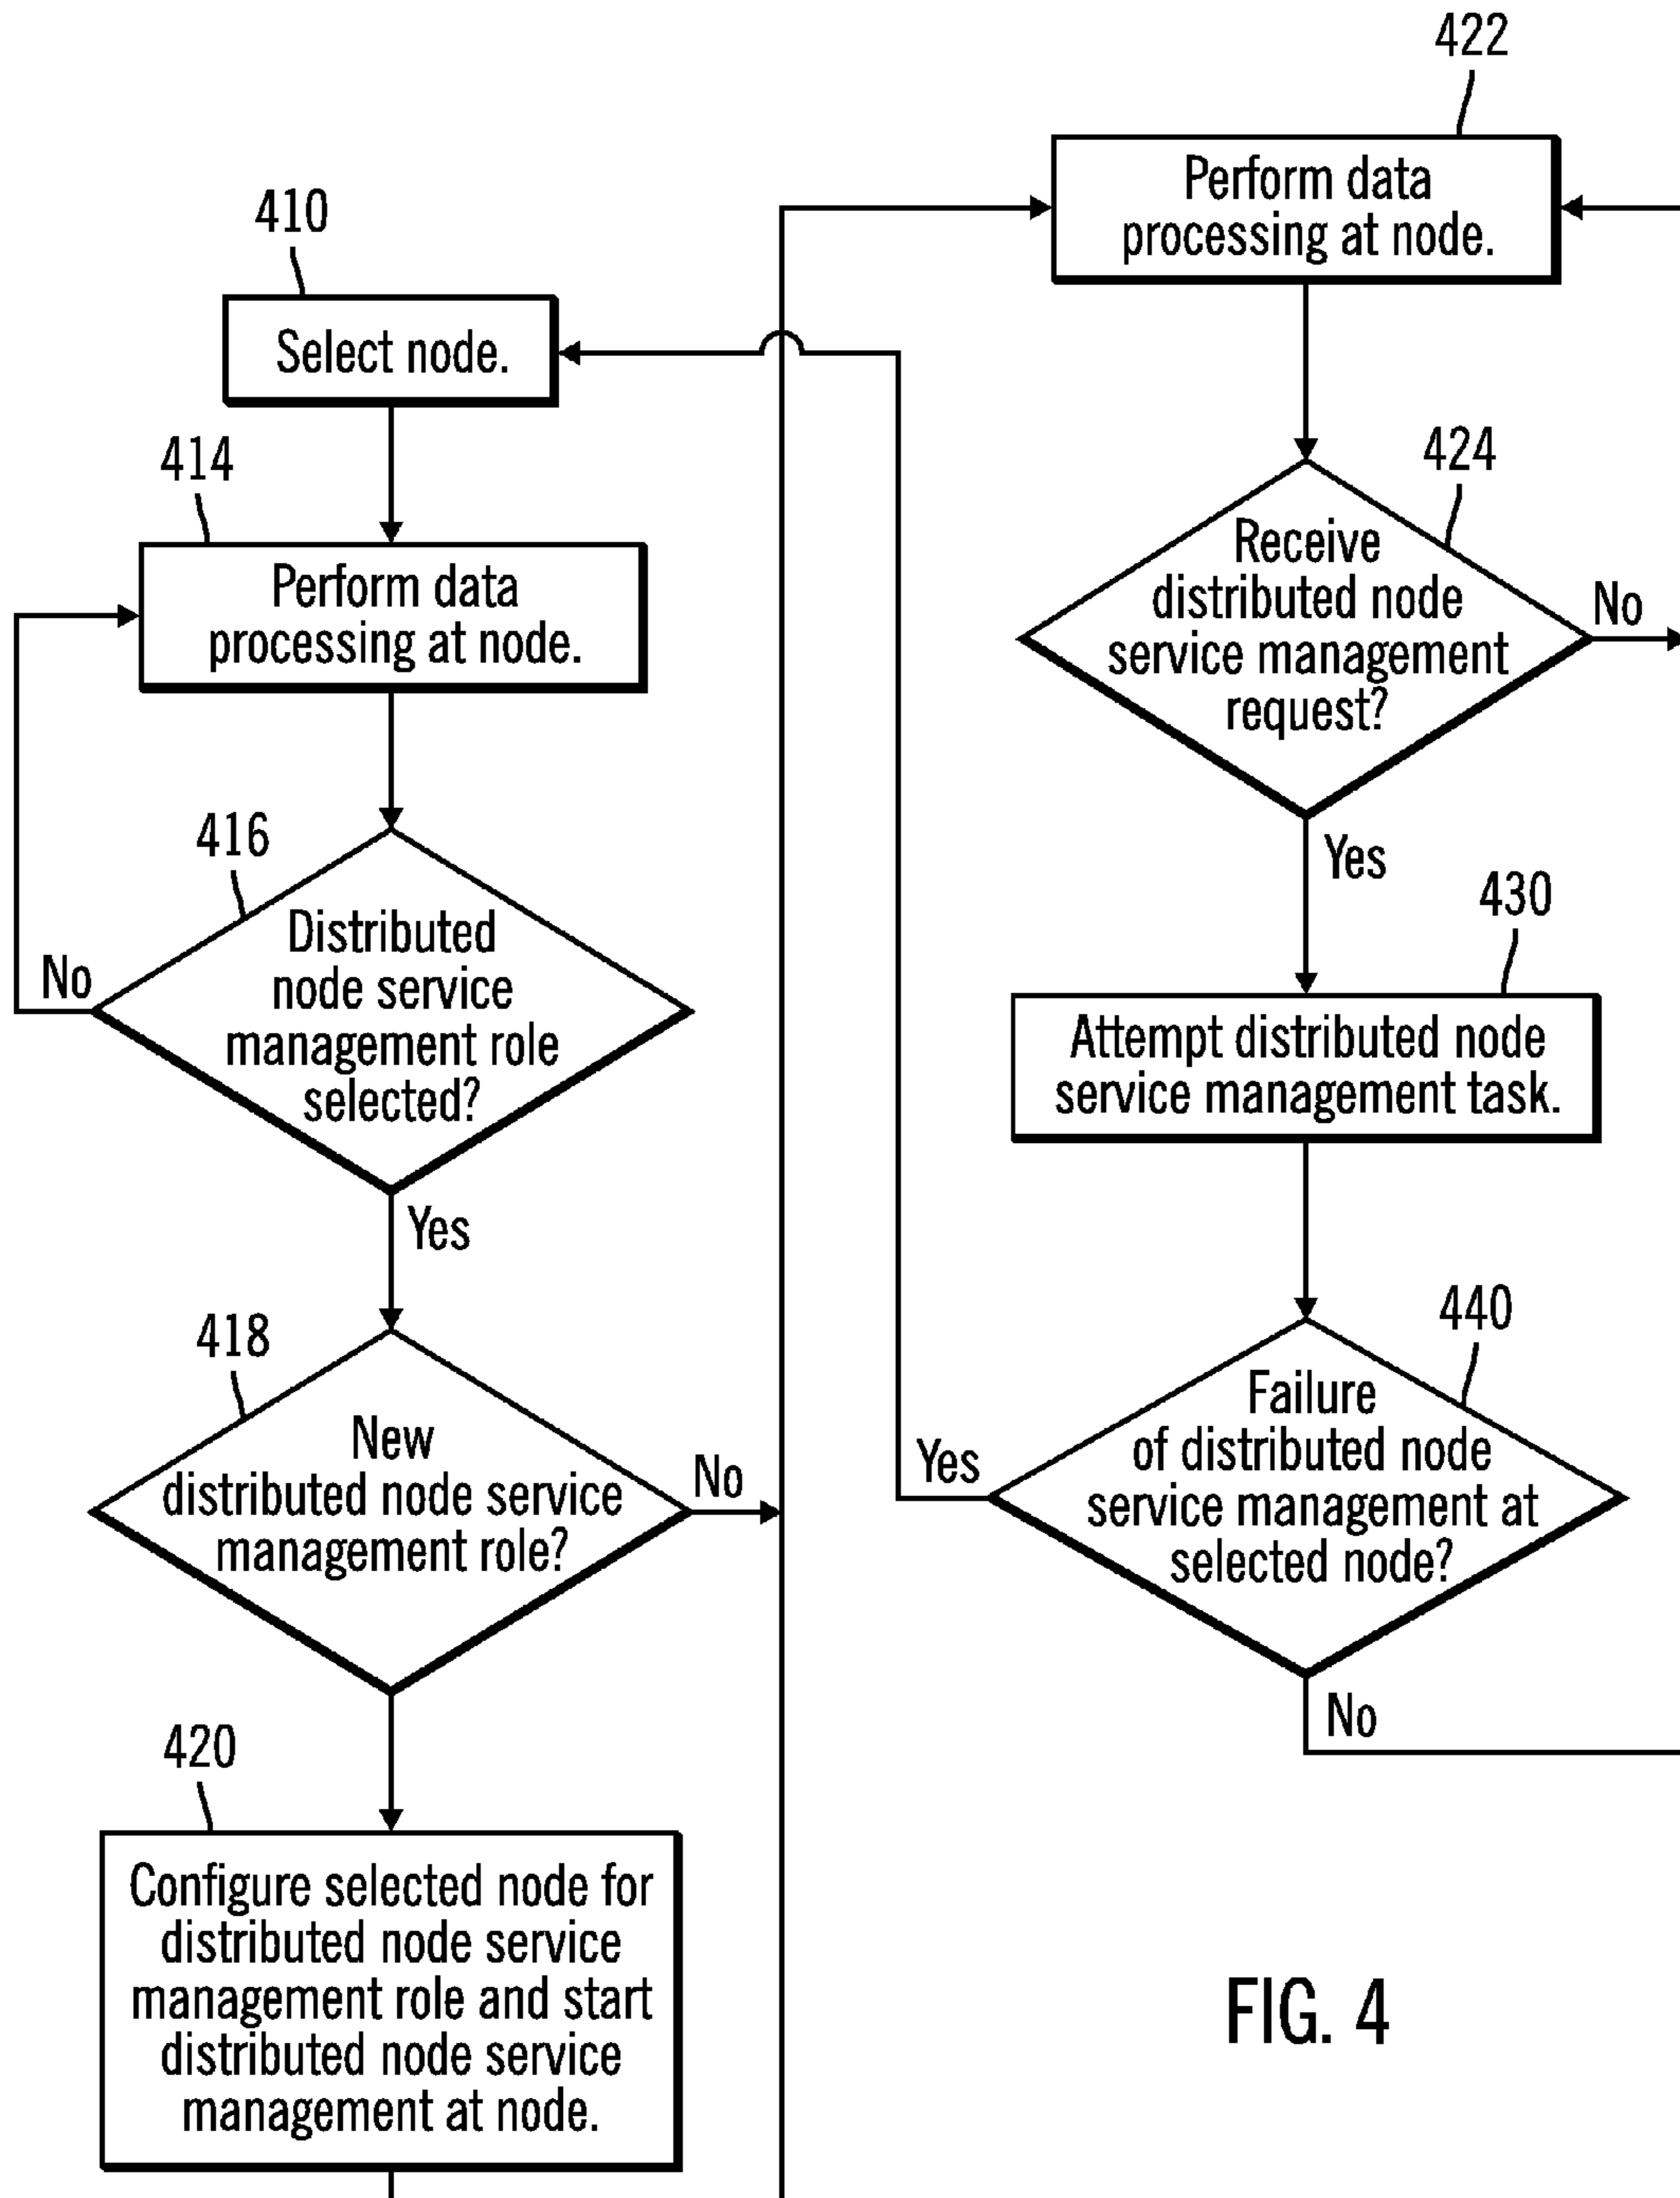 410
Select node.
414
Perform data
processing at node.
416
Distributed
node service
management role
selected?
No
Yes
418
New
distributed node service
management role?
No
420
Configure selected node for
distributed node service
management role and start
distributed node service
management at node.
422
Perform data
processing at node.
424
Receive
distributed node
service management
request?
No
Yes
430
Attempt distributed node
service management task.
440
Failure
of distributed node
service management at
selected node?
Yes
No
FIG. 4